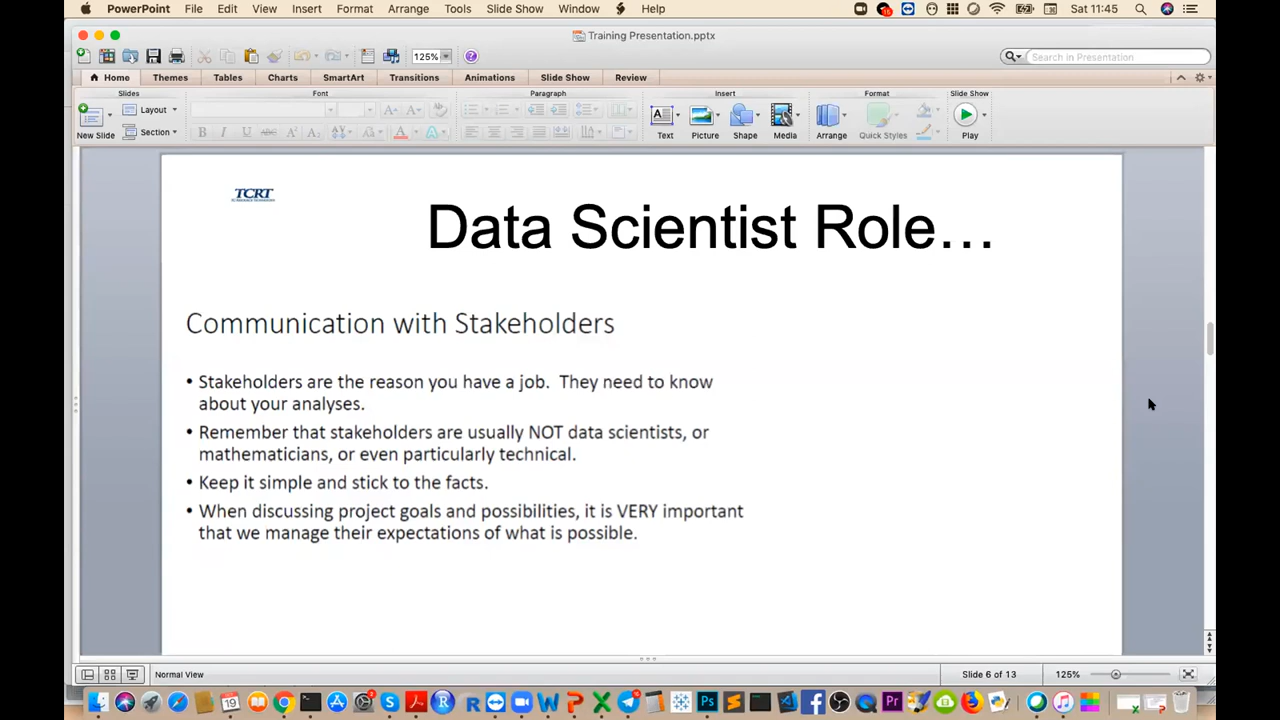 PowerPoint File Edit View Insert Format Arrange Tools Slide Show Window Help Sat 11:45
Training Presentation.pptx
125% Search in Presentation
Home Themes Tables Charts SmartArt Transitions Animations Slide Show Review
Slides Font Paragraph Insert Format Slide Show
Layout
Section
New Slide Text Picture Shape Media Arrange Quick Styles Play
TCRT
Data Scientist Role…
Communication with Stakeholders
• Stakeholders are the reason you have a job. They need to know
about your analyses.
• Remember that stakeholders are usually NOT data scientists, or
mathematicians, or even particularly technical.
• Keep it simple and stick to the facts.
• When discussing project goals and possibilities, it is VERY important
that we manage their expectations of what is possible.
Normal View Slide 6 of 13 125%